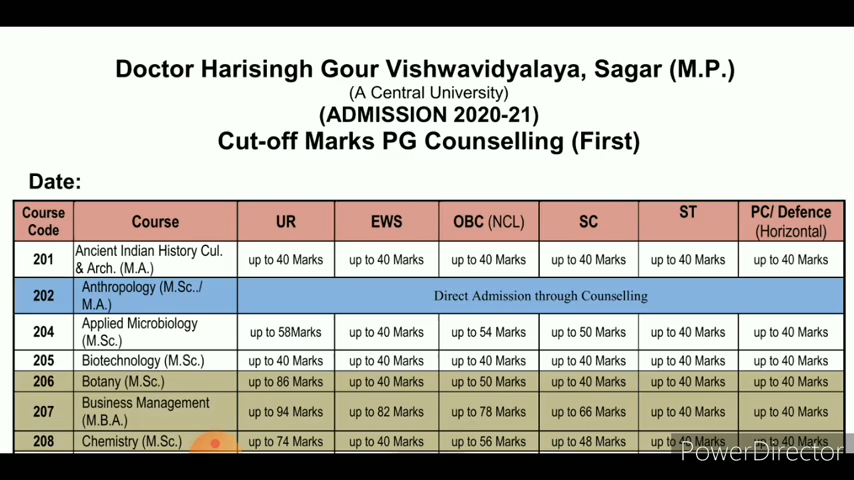 Doctor Harisingh Gour Vishwavidyalaya, Sagar (M.P.)
(A Central University)
(ADMISSION 2020-21)
Cut-off Marks PG Counselling (First)
Date:
Course Code Course UR EWS OBC (NCL) SC ST PC/ Defence (Horizontal)
201 Ancient Indian History Cul. & Arch. (M.A.) up to 40 Marks up to 40 Marks up to 40 Marks up to 40 Marks up to 40 Marks up to 40 Marks
202 Anthropology (M.Sc../ M.A.) Direct Admission through Counselling
204 Applied Microbiology (M.Sc.) up to 58Marks up to 40 Marks up to 54 Marks up to 50 Marks up to 40 Marks up to 40 Marks
205 Biotechnology (M.Sc.) up to 40 Marks up to 40 Marks up to 40 Marks up to 40 Marks up to 40 Marks up to 40 Marks
206 Botany (M.Sc.) up to 86 Marks up to 40 Marks up to 50 Marks up to 40 Marks up to 40 Marks up to 40 Marks
207 Business Management (M.B.A.) up to 94 Marks up to 82 Marks up to 78 Marks up to 66 Marks up to 40 Marks up to 40 Marks
208 Chemistry (M.Sc.) up to 74 Marks up to 40 Marks up to 56 Marks up to 48 Marks up to 40 Marks up to 40 Marks
PowerDirector